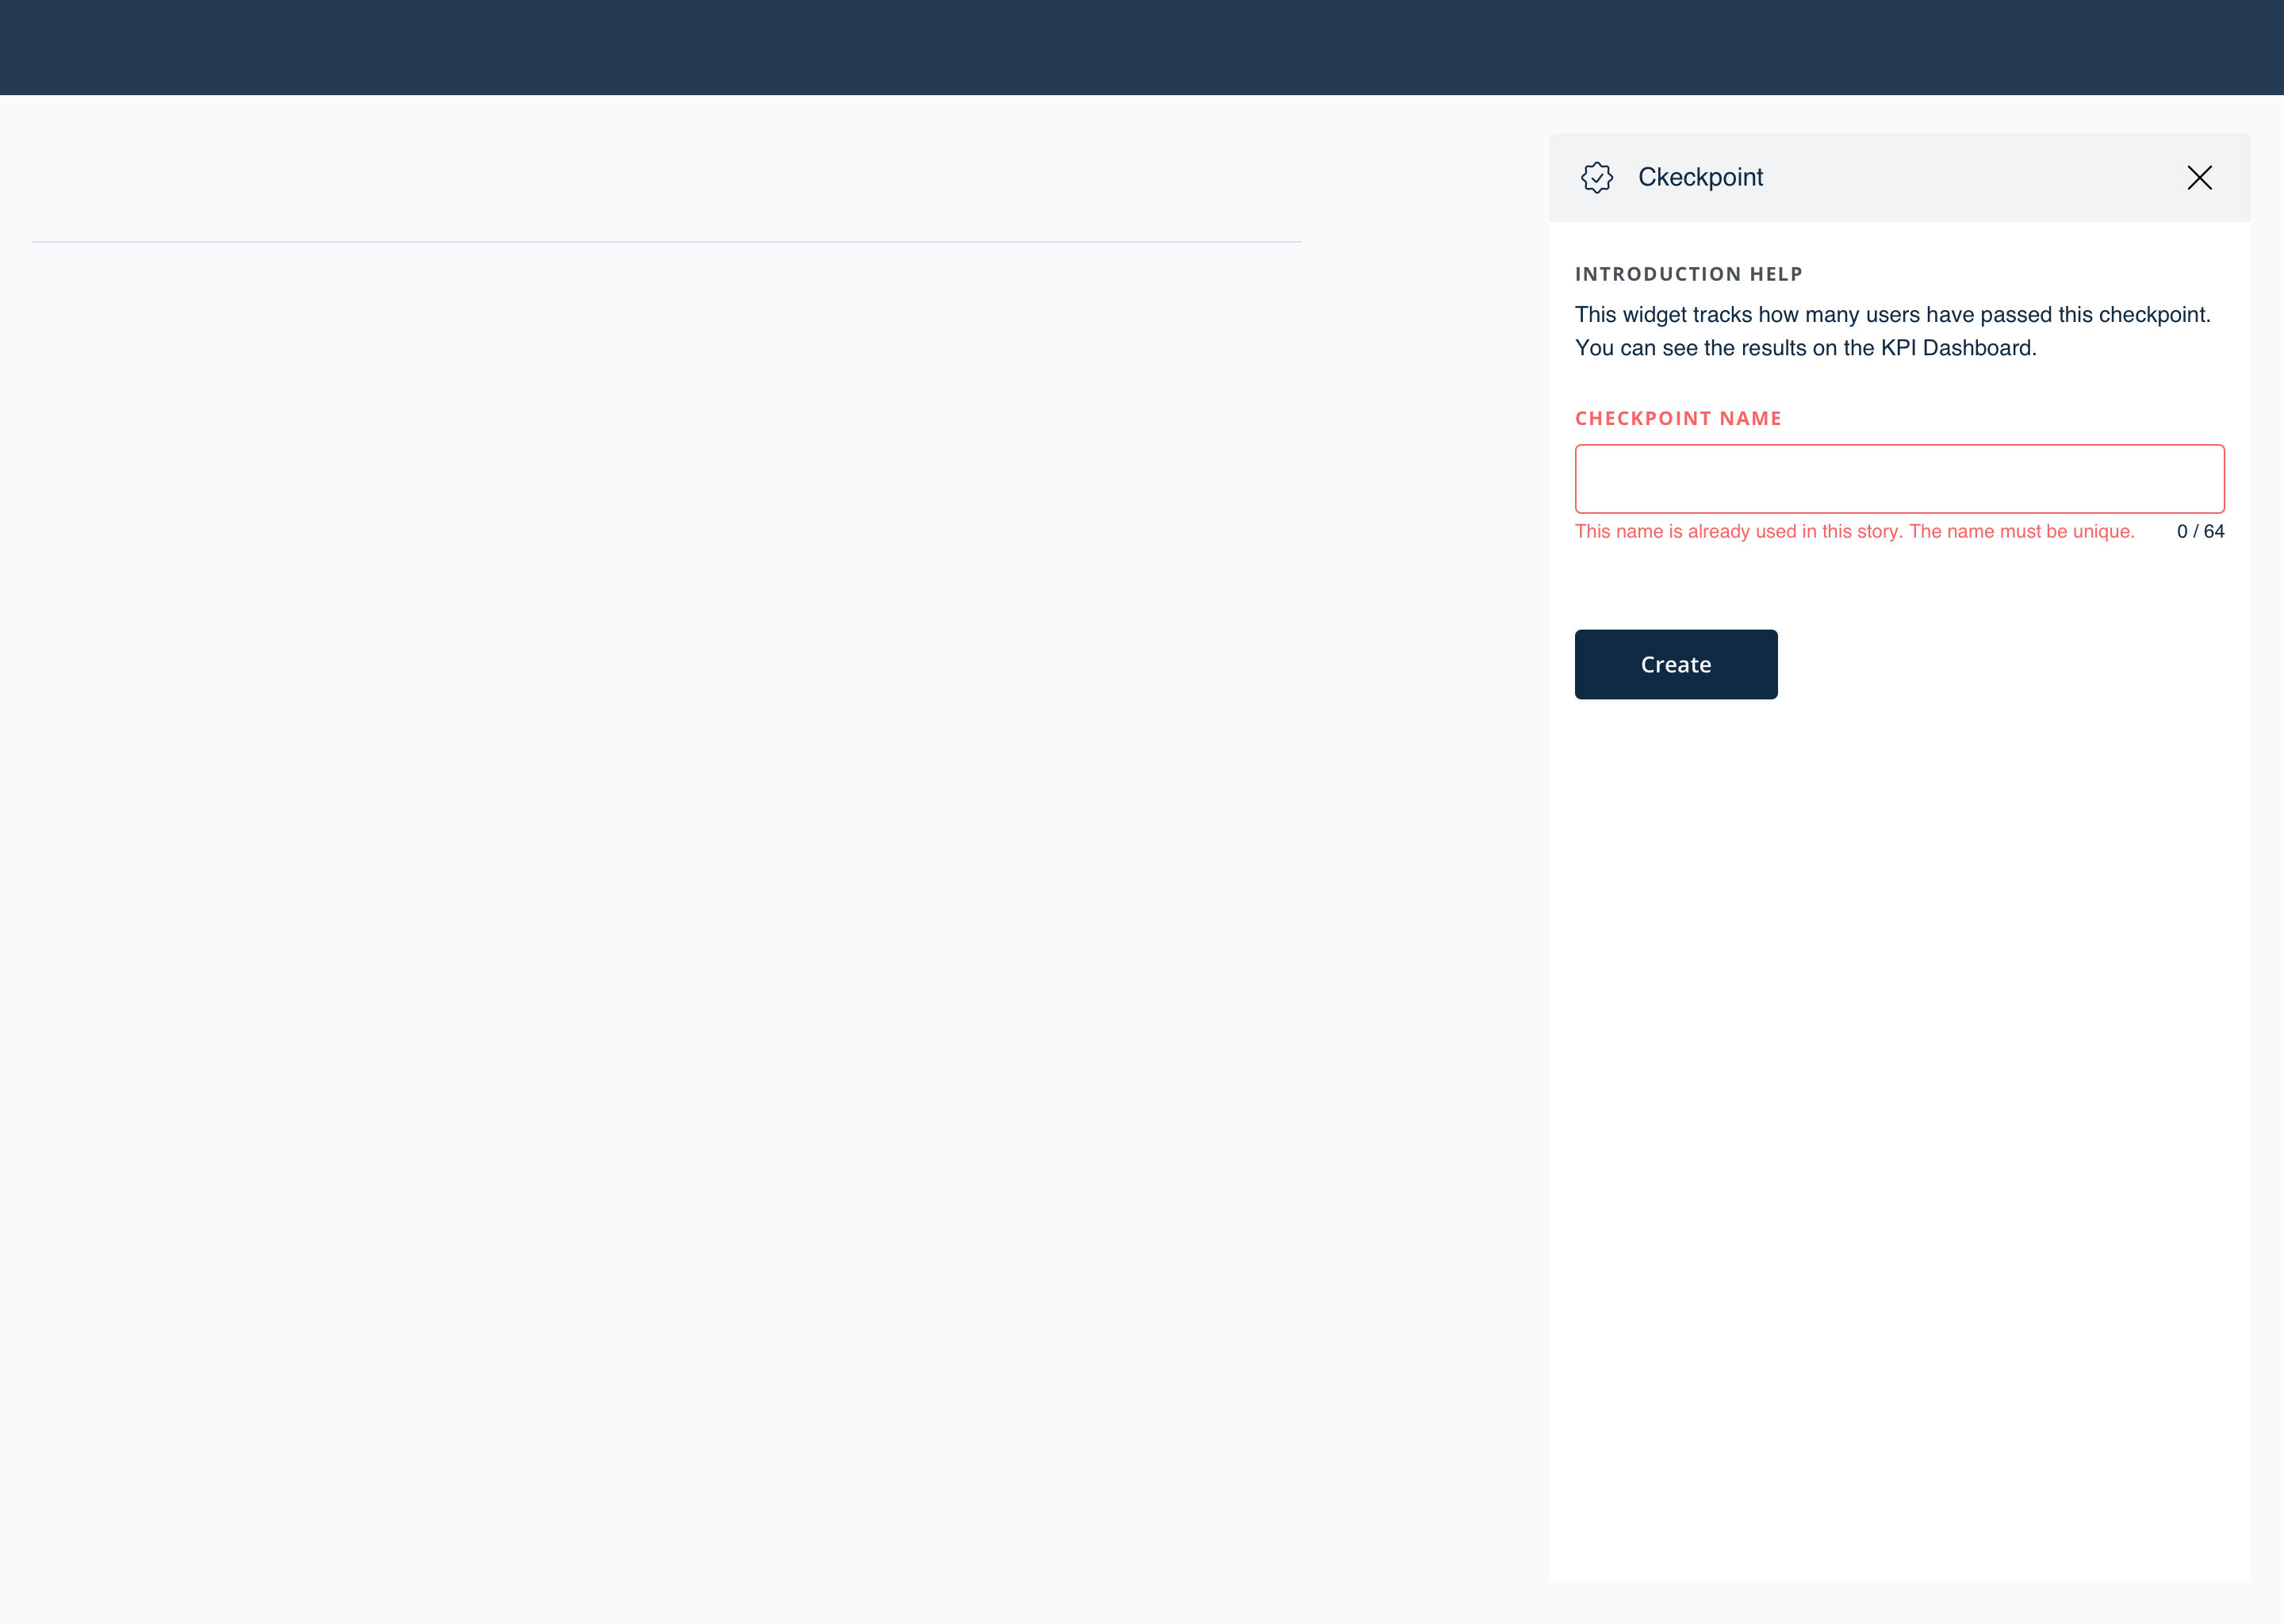 Ckeckpoint
INTRODUCTION HELP
This widget tracks how many users have passed this checkpoint.
You can see the results on the KPI Dashboard.
CHECKPOINT NAME
This name is already used in this story. The name must be unique. 0 / 64
Create